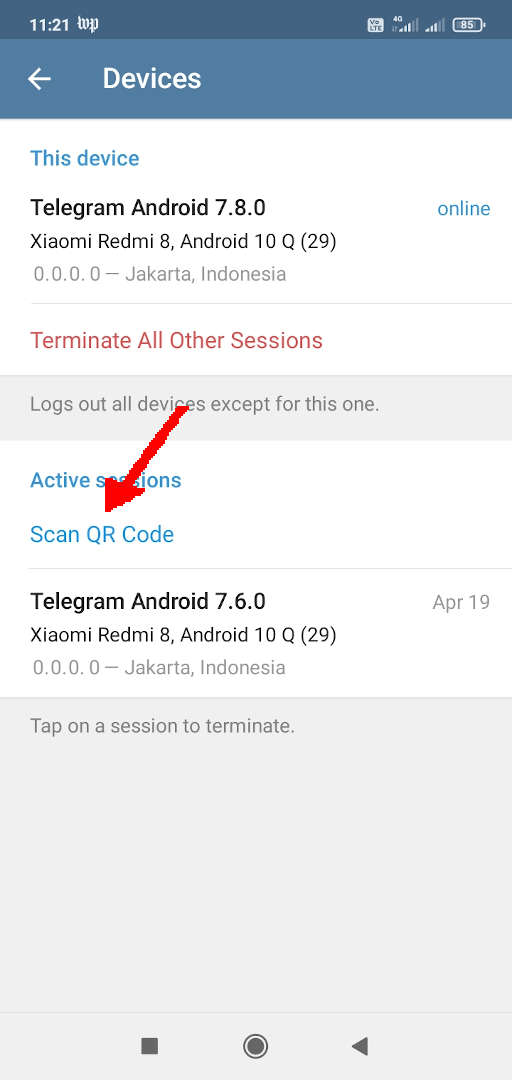 11:21 wp Vo LTE 4G 85
Devices
This device
Telegram Android 7.8.0 online
Xiaomi Redmi 8, Android 10 Q (29)
0.0.0. 0 — Jakarta, Indonesia
Terminate All Other Sessions
Logs out all devices except for this one.
Active sessions
Scan QR Code
Telegram Android 7.6.0 Apr 19
Xiaomi Redmi 8, Android 10 Q (29)
0.0.0. 0 — Jakarta, Indonesia
Tap on a session to terminate.